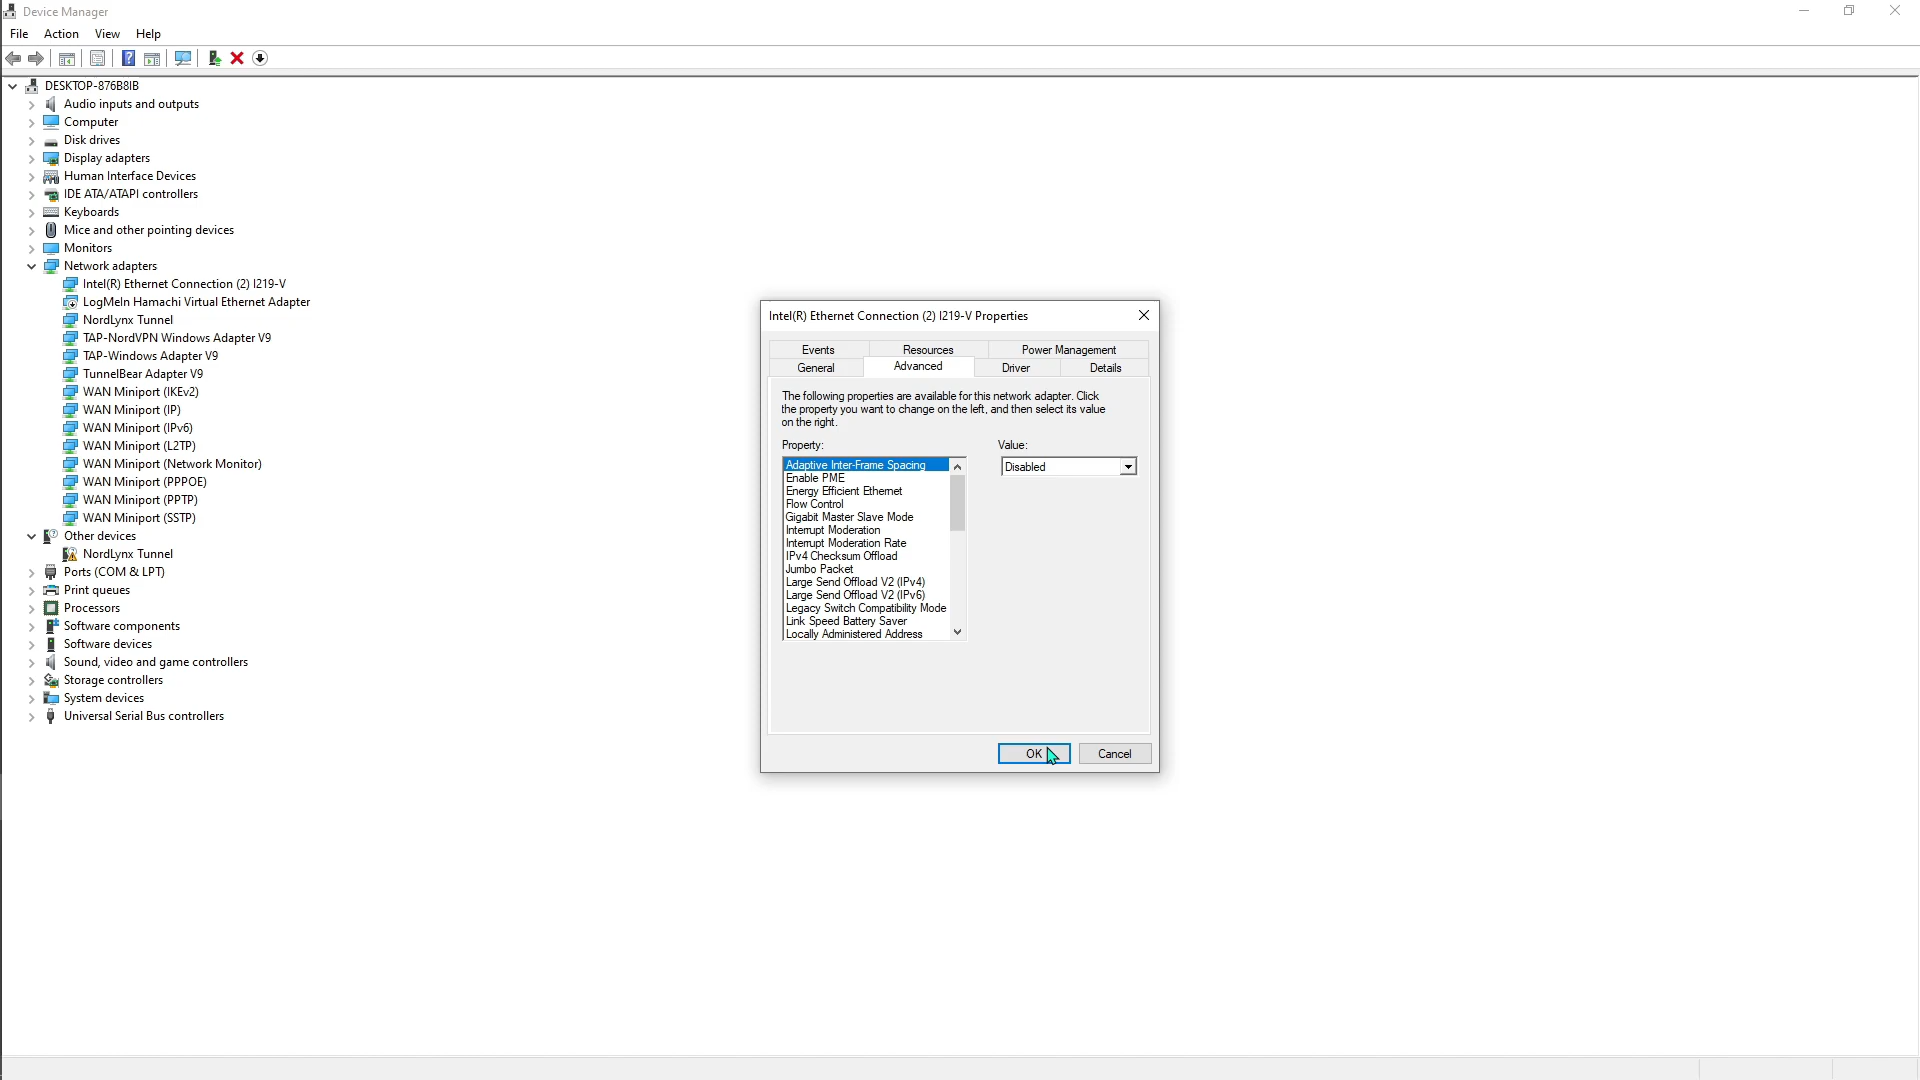 Device Manager
File Action View Help
DESKTOP-876B8IB
Audio inputs and outputs
Computer
Disk drives
Display adapters
Human Interface Devices
IDE ATA/ATAPI controllers
Keyboards
Mice and other pointing devices
Monitors
Network adapters
Intel(R) Ethernet Connection (2) I219-V
LogMeIn Hamachi Virtual Ethernet Adapter
NordLynx Tunnel
TAP-NordVPN Windows Adapter V9
TAP-Windows Adapter V9
TunnelBear Adapter V9
WAN Miniport (IKEv2)
WAN Miniport (IP)
WAN Miniport (IPv6)
WAN Miniport (L2TP)
WAN Miniport (Network Monitor)
WAN Miniport (PPPOE)
WAN Miniport (PPTP)
WAN Miniport (SSTP)
Other devices
NordLynx Tunnel
Ports (COM & LPT)
Print queues
Processors
Software components
Software devices
Sound, video and game controllers
Storage controllers
System devices
Universal Serial Bus controllers
Intel(R) Ethernet Connection (2) I219-V Properties
Events Resources Power Management
General Advanced Driver Details
The following properties are available for this network adapter. Click
the property you want to change on the left, and then select its value
on the right.
Property: Value:
Adaptive Inter-Frame Spacing Disabled
Enable PME
Energy Efficient Ethernet
Flow Control
Gigabit Master Slave Mode
Interrupt Moderation
Interrupt Moderation Rate
IPv4 Checksum Offload
Jumbo Packet
Large Send Offload V2 (IPv4)
Large Send Offload V2 (IPv6)
Legacy Switch Compatibility Mode
Link Speed Battery Saver
Locally Administered Address
OK Cancel